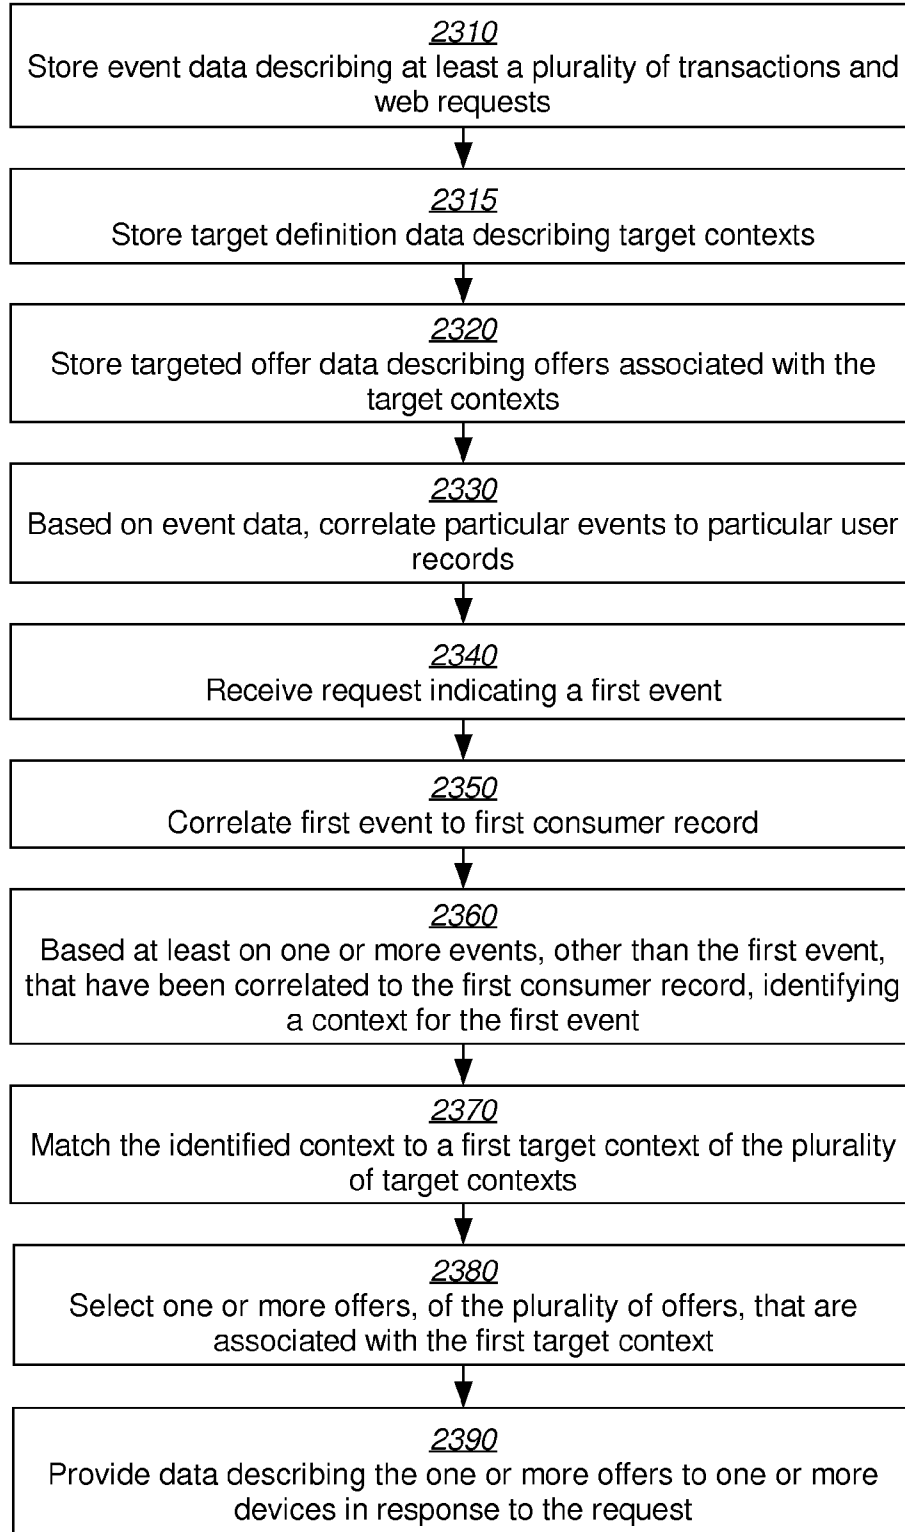 2310
Store event data describing at least a plurality of transactions and
web requests
2315
Store target definition data describing target contexts
2320
Store targeted offer data describing offers associated with the
target contexts
2330
Based on event data, correlate particular events to particular user
records
2340
Receive request indicating a first event
2350
Correlate first event to first consumer record
2360
Based at least on one or more events, other than the first event,
that have been correlated to the first consumer record, identifying
a context for the first event
2370
Match the identified context to a first target context of the plurality
of target contexts
2380
Select one or more offers, of the plurality of offers, that are
associated with the first target context
2390
Provide data describing the one or more offers to one or more
devices in response to the request